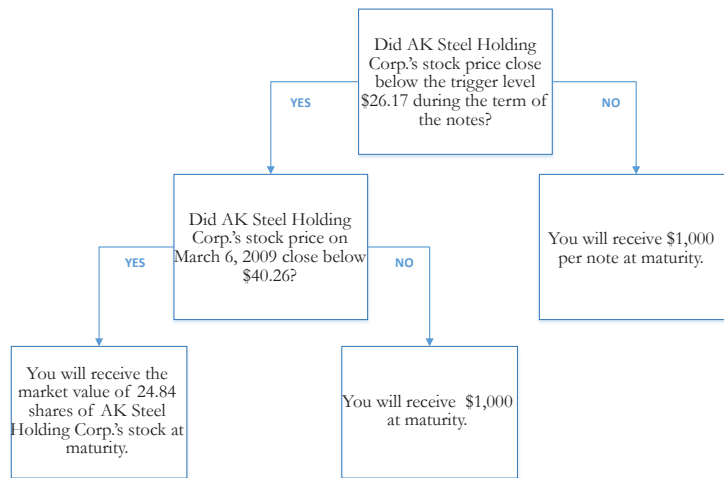 Did AK Steel Holding
Corp.'s stock price close
below the trigger level
$26.17 during the term of
the notes?
YES
NO
Did AK Steel Holding
Corp.'s stock price on
March 6, 2009 close below
$40.26?
You will receive $1,000
per note at maturity.
YES
NO
You will receive the
market value of 24.84
shares of AK Steel
Holding Corp.'s stock at
maturity.
You will receive $1,000
at maturity.